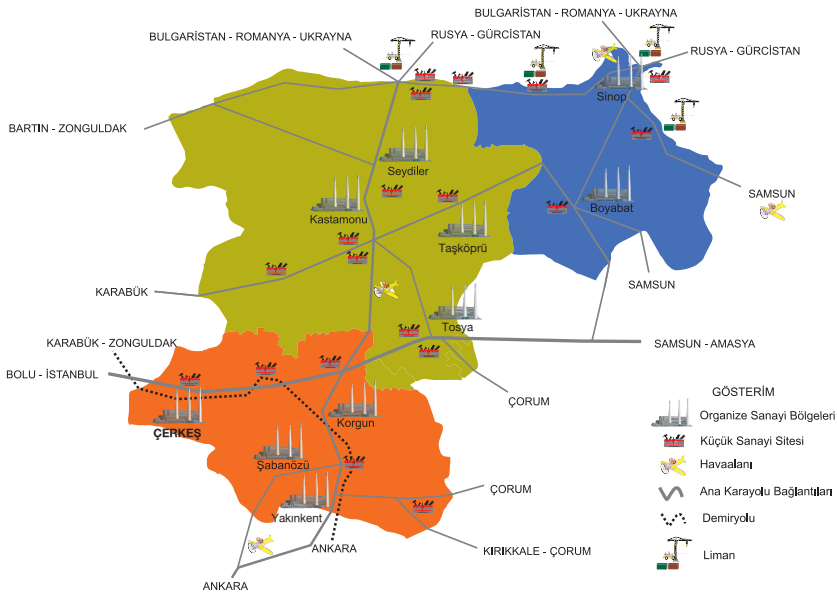 BULGARİSTAN - ROMANYA - UKRAYNA
BULGARİSTAN - ROMANYA - UKRAYNA
RUSYA - GÜRCİSTAN
RUSYA - GÜRCİSTAN
Sinop
BARTIN - ZONGULDAK
Seydiler
Kastamonu
Boyabat
SAMSUN
Taşköprü
KARABÜK
SAMSUN
Tosya
KARABÜK - ZONGULDAK
SAMSUN - AMASYA
BOLU - İSTANBUL
ÇORUM
GÖSTERİM
Organize Sanayi Bölgeleri
Korgun
ÇERKEŞ
Küçük Sanayi Sitesi
Şabanözü
Havaalanı
ÇORUM
Ana Karayolu Bağlantıları
Yakınkent
Demiryolu
ANKARA
KIRIKKALE - ÇORUM
Liman
ANKARA